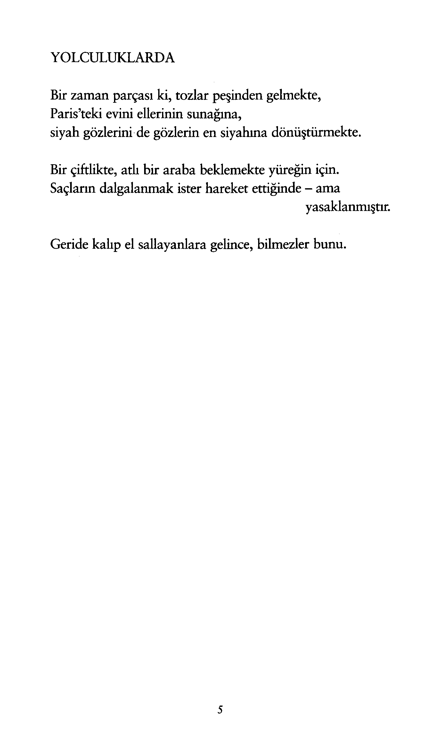 YOLCULUKLARDA
Bir zaman parçası ki, tozlar peşinden gelmekte,
Paris'teki evini ellerinin sunağına,
siyah gözlerini de gözlerin en siyahına dönüştürmekte.
Bir çiftlikte, atlı bir araba beklemekte yüreğin için.
Saçların dalgalanmak ister hareket ettiğinde – ama
yasaklanmıştır.
Geride kalıp el sallayanlara gelince, bilmezler bunu.
5